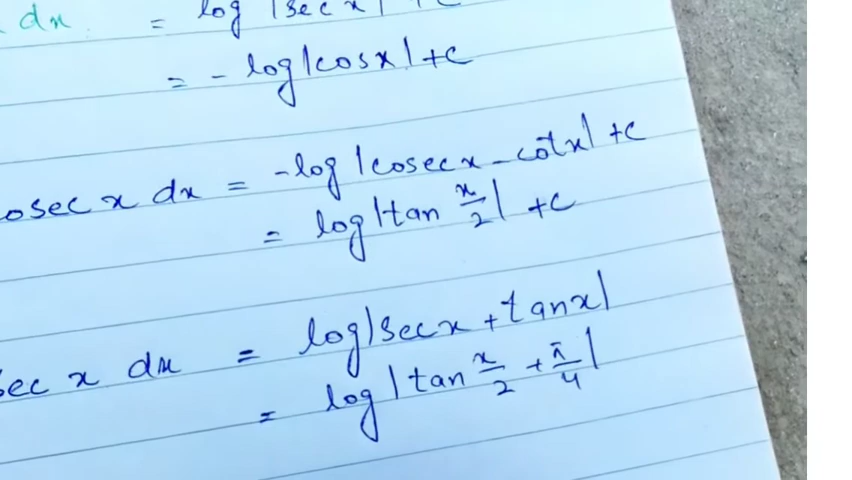 dx = log |sec x| + c
= - log |cos x| + c
osec x dx = - log |cosec x - cot x| + c
= log |tan x/2| + c
sec x dx = log |sec x + tan x|
= log |tan x/2 + π/4|